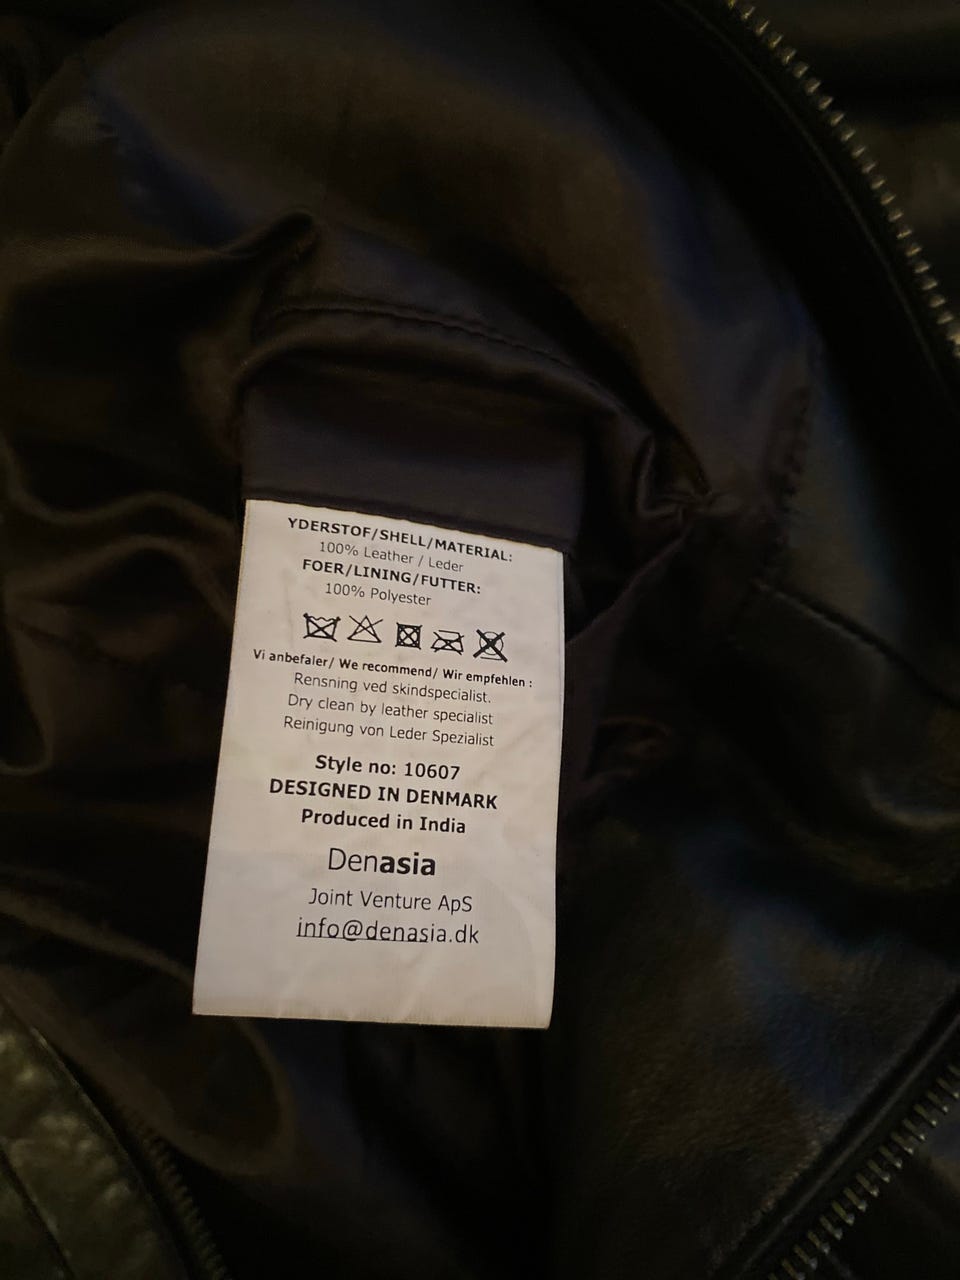 YDERSTOF/SHELL/MATERIAL:
100% Leather / Leder
FOER/LINING/FUTTER:
100% Polyester
Vi anbefaler/ We recommend/ Wir empfehlen :
Rensning ved skindspecialist.
Dry clean by leather specialist
Reinigung von Leder Spezialist
Style no: 10607
DESIGNED IN DENMARK
Produced in India
Denasia
Joint Venture ApS
info@denasia.dk